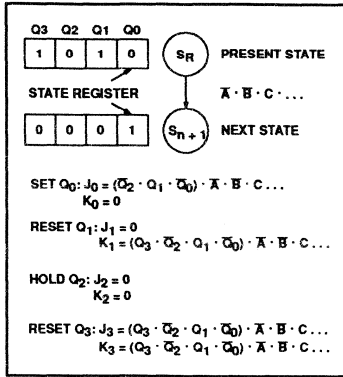 Q3 Q2 Q1 Q0
1 0 1 0 SR PRESENT STATE
STATE REGISTER A̅ · B̅ · C · ...
0 0 0 1 Sn + 1 NEXT STATE
SET Q0: J0 = (Q̅2 · Q1 · Q̅0) · A̅ · B̅ · C ...
K0 = 0
RESET Q1: J1 = 0
K1 = (Q3 · Q̅2 · Q1 · Q̅0) · A̅ · B̅ · C ...
HOLD Q2: J2 = 0
K2 = 0
RESET Q3: J3 = (Q3 · Q̅2 · Q1 · Q̅0) · A̅ · B̅ · C ...
K3 = (Q3 · Q̅2 · Q1 · Q̅0) · A̅ · B̅ · C ...